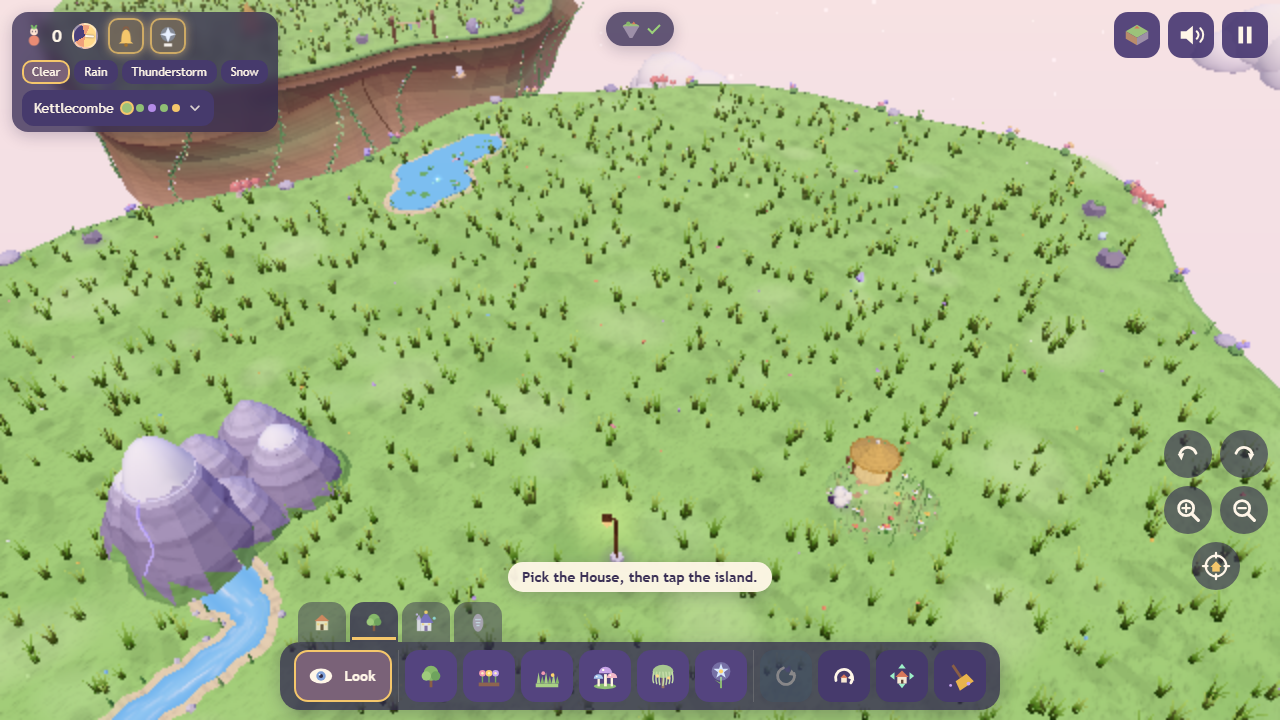 0
Clear
Rain
Thunderstorm
Snow
Kettlecombe
Pick the House, then tap the island.
Look